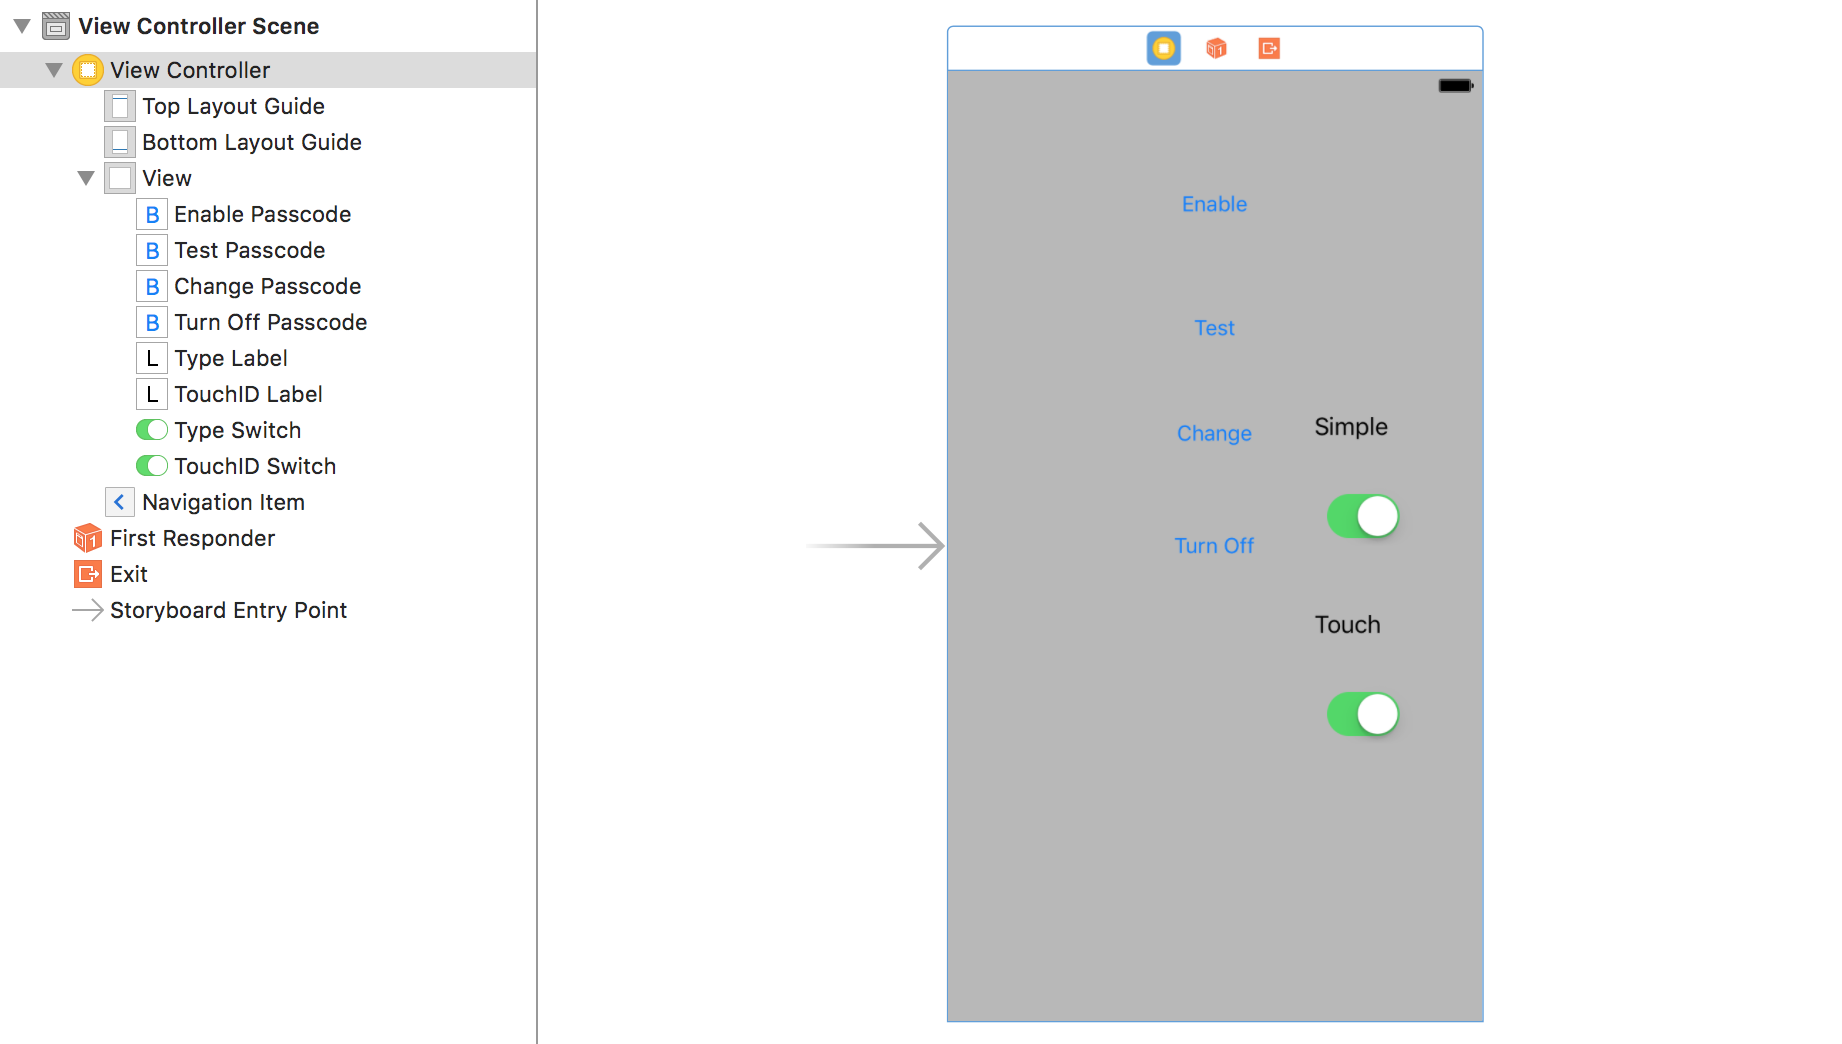 View Controller Scene
View Controller
Top Layout Guide
Bottom Layout Guide
View
B Enable Passcode
B Test Passcode
B Change Passcode
B Turn Off Passcode
L Type Label
L TouchID Label
Type Switch
TouchID Switch
Navigation Item
1 First Responder
Exit
Storyboard Entry Point
1
Enable
Test
Change
Simple
Turn Off
Touch